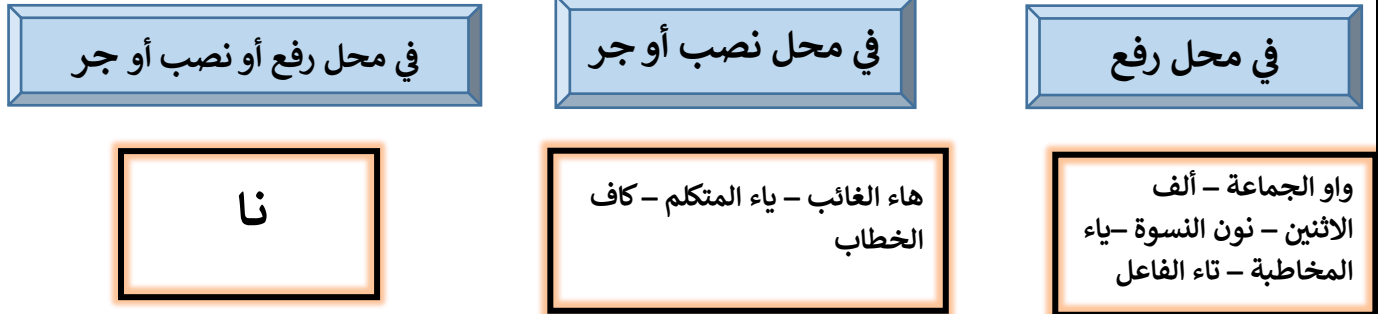 في محل رفع
في محل نصب أو جر
في محل رفع أو نصب أو جر
واو الجماعة – ألف
الاثنين – نون النسوة –ياء
المخاطبة – تاء الفاعل
هاء الغائب – ياء المتكلم – كاف
الخطاب
نا